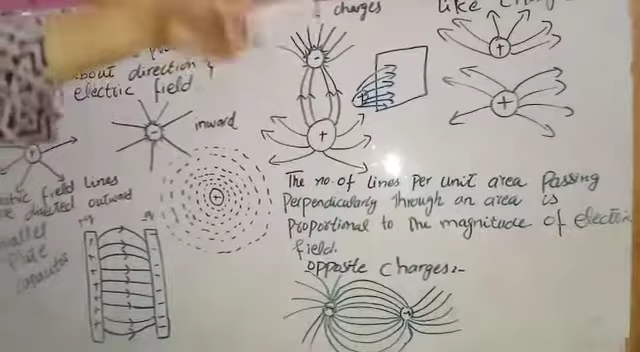 charges
like
about direction
electric field
inward
field lines
directed outward
plate
The no. of lines per unit area passing
perpendicularly through an area is
proportional to the magnitude of electric
field.
opposite charges:-